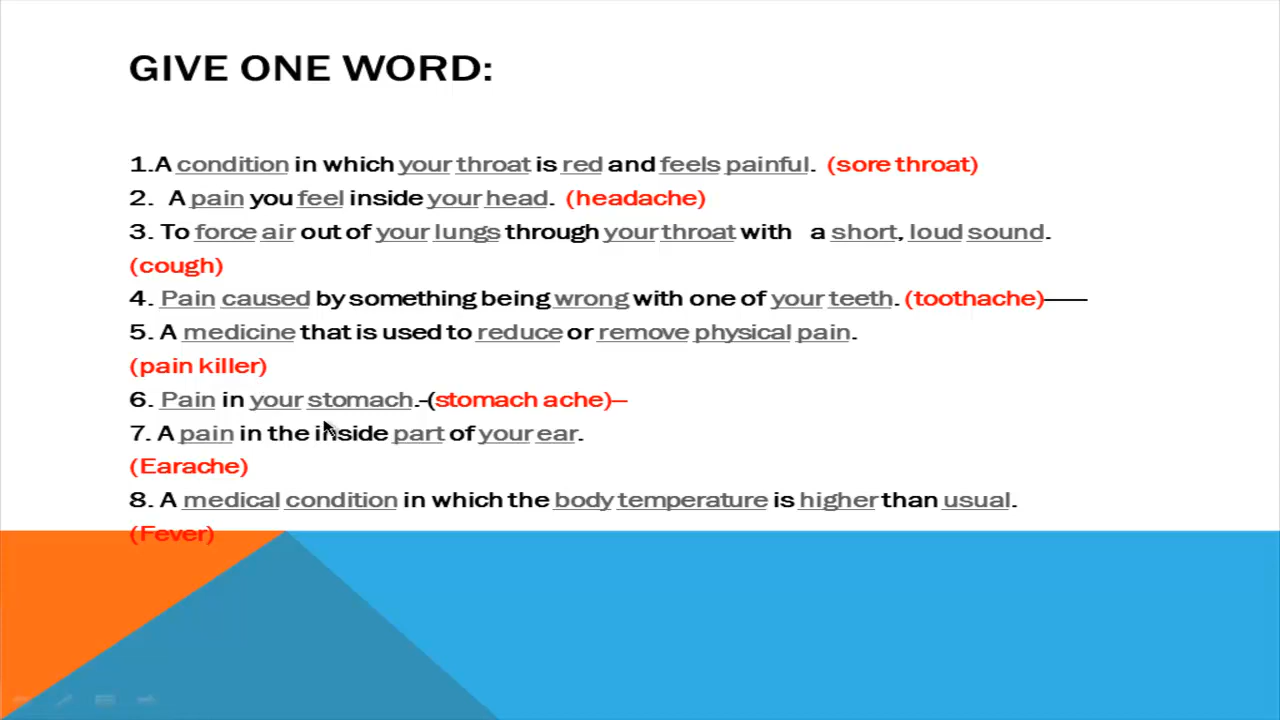 GIVE ONE WORD:
1.A condition in which your throat is red and feels painful. (sore throat)
2. A pain you feel inside your head. (headache)
3. To force air out of your lungs through your throat with a short, loud sound.
(cough)
4. Pain caused by something being wrong with one of your teeth. (toothache)——
5. A medicine that is used to reduce or remove physical pain.
(pain killer)
6. Pain in your stomach.-(stomach ache)–
7. A pain in the inside part of your ear.
(Earache)
8. A medical condition in which the body temperature is higher than usual.
(Fever)